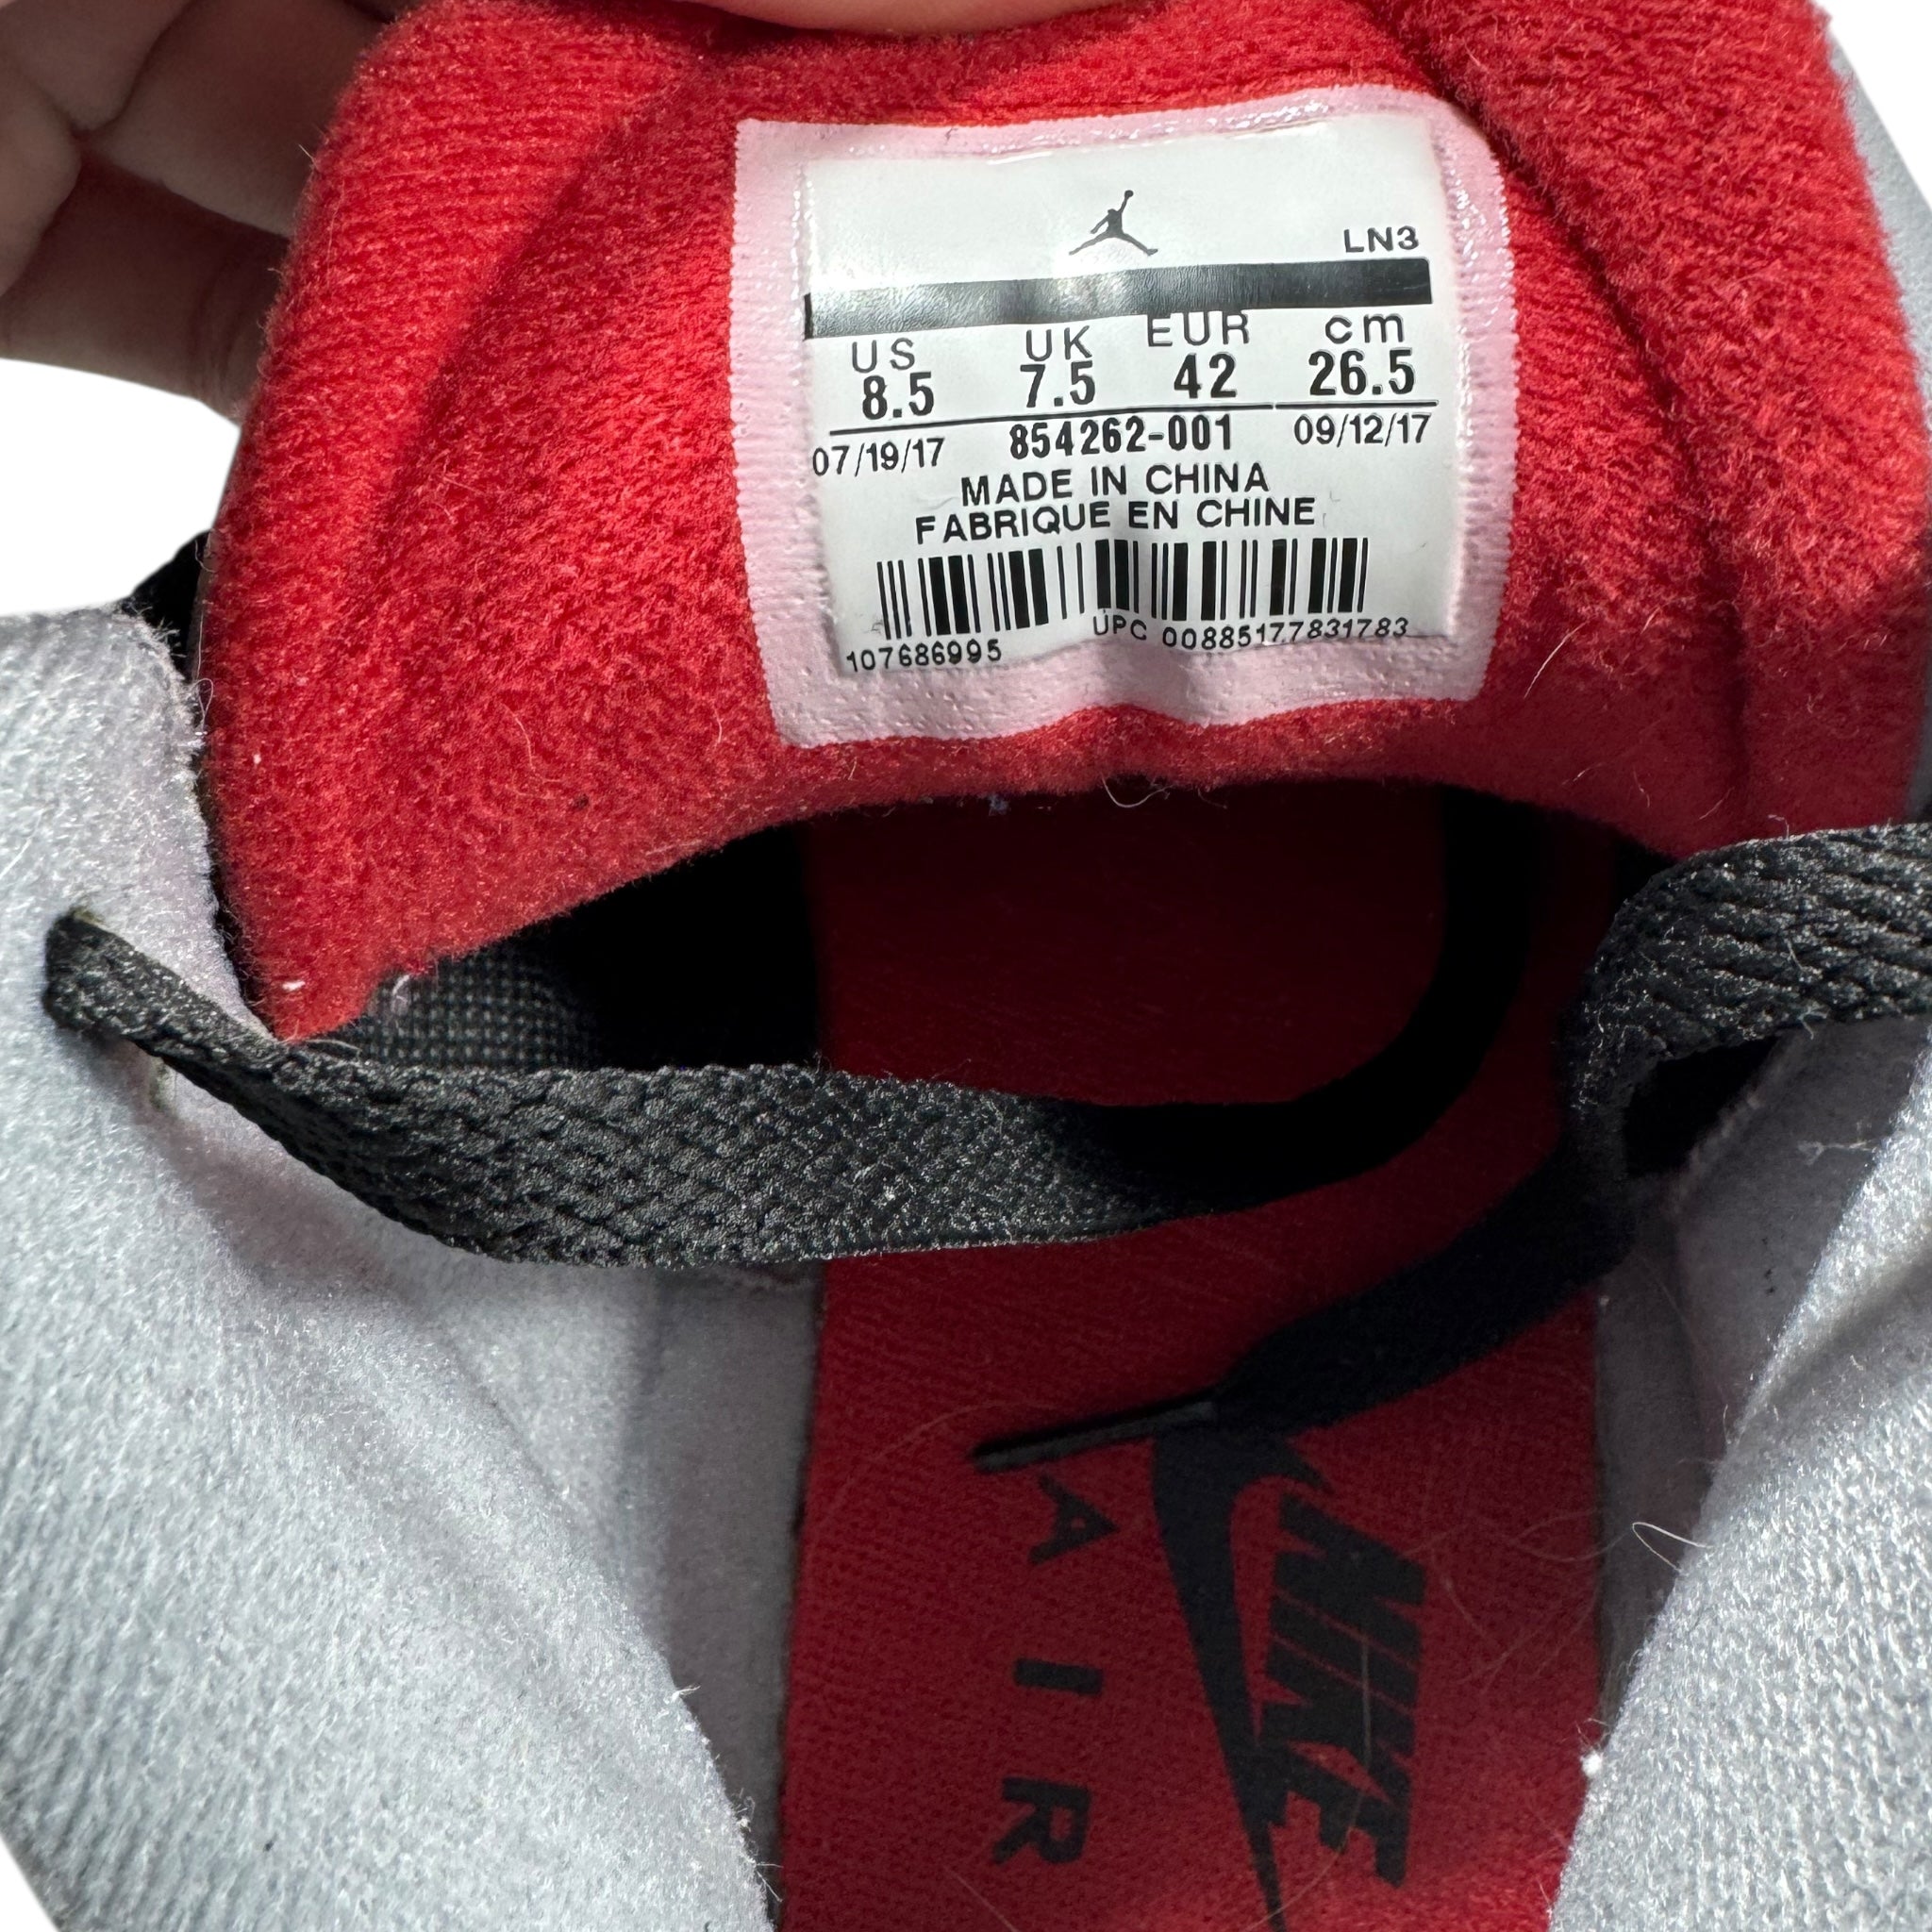 LN3
US UK EUR cm
8.5 7.5 42 26.5
07/19/17 854262-001 09/12/17
MADE IN CHINA
FABRIQUE EN CHINE
107686995 UPC 00885177831783
NIKE
AIR